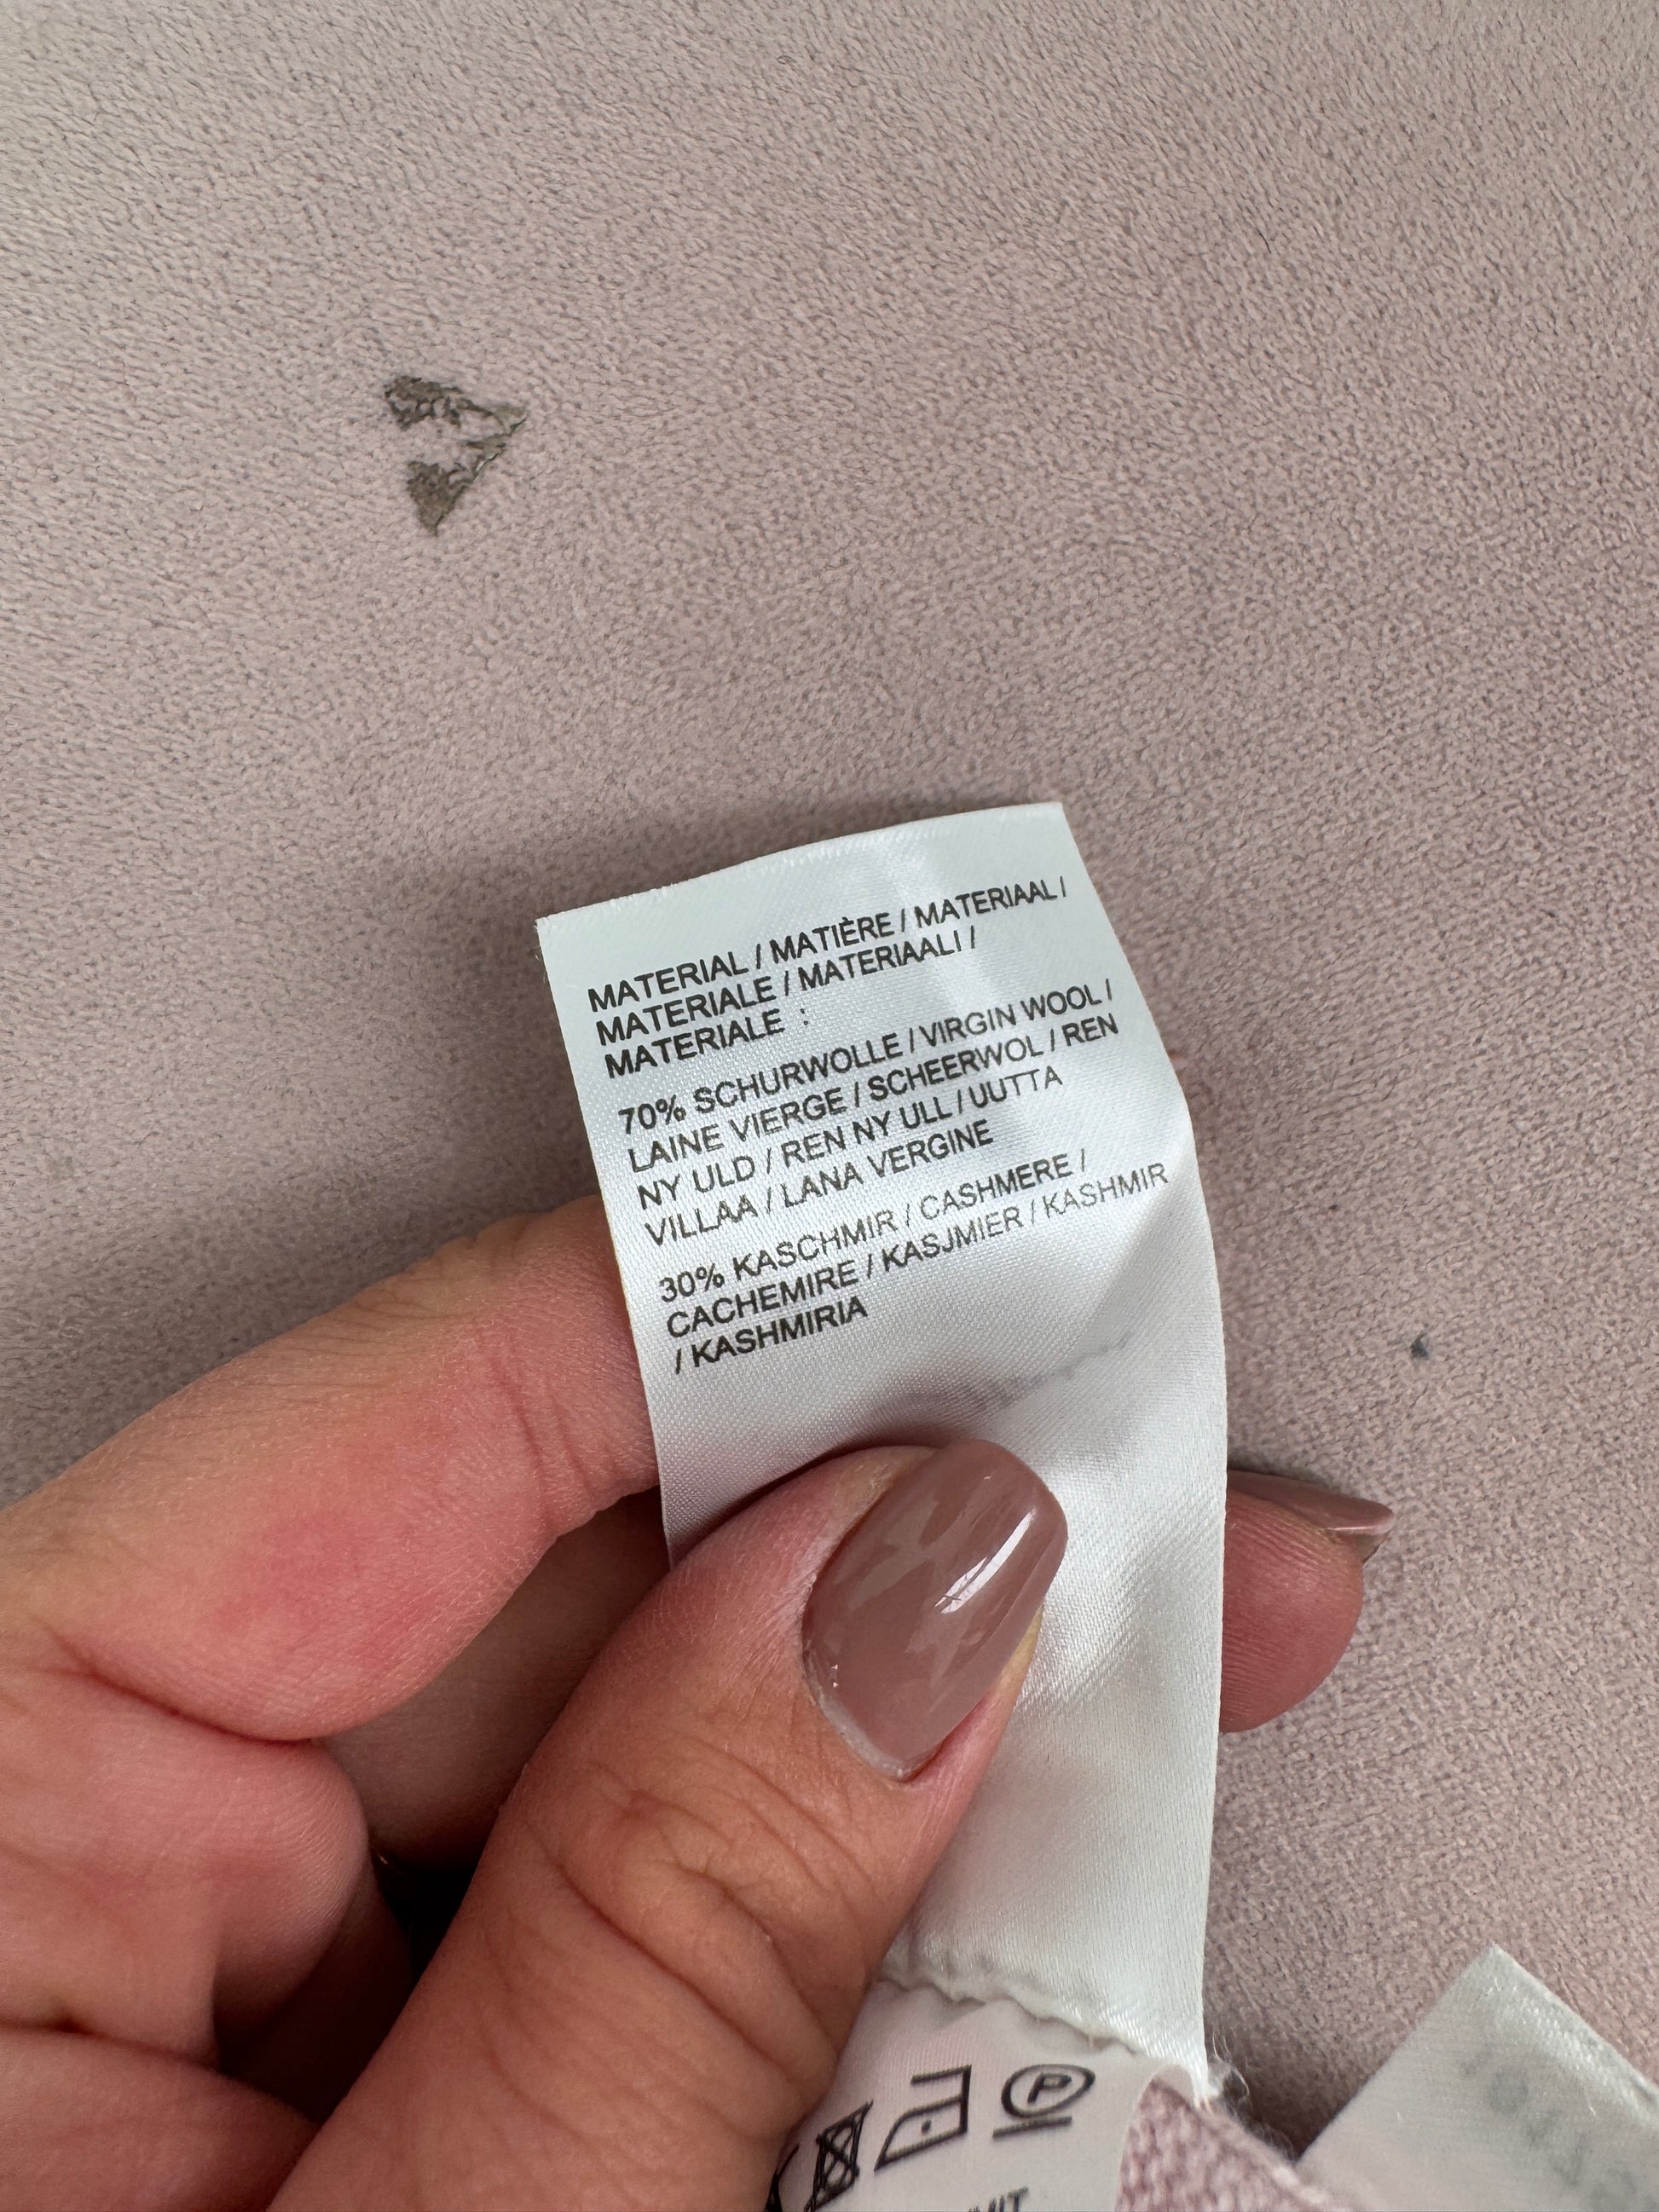 MATERIAL / MATIÈRE / MATERIAAL /
MATERIALE / MATERIAALI /
MATERIALE :
70% SCHURWOLLE / VIRGIN WOOL /
LAINE VIERGE / SCHEERWOL / REN
NY ULD / REN NY ULL / UUTTA
VILLAA / LANA VERGINE
30% KASCHMIR / CASHMERE /
CACHEMIRE / KASJMIER / KASHMIR
/ KASHMIRIA
P